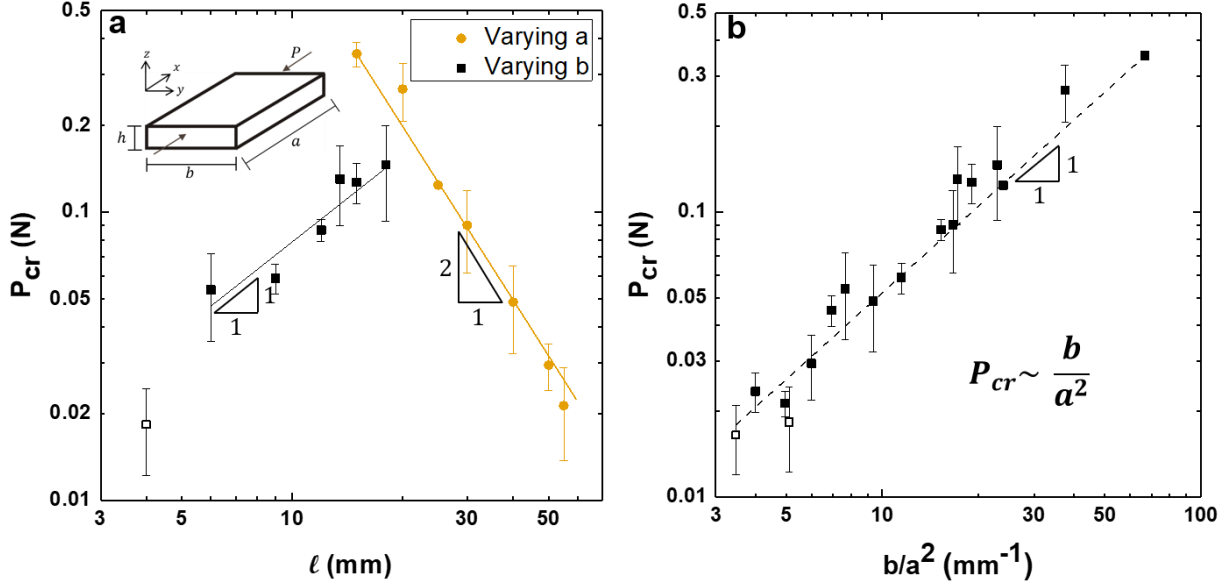 a
Varying a
Varying b
z
x
y
P
h
b
a
0.5
0.2
0.1
0.05
0.02
0.01
P_cr (N)
1
1
2
1
3
5
10
30
50
ℓ (mm)
b
0.5
0.3
0.1
0.05
0.03
0.01
P_cr (N)
1
1
P_cr ~ b/a²
3
5
10
30
50
100
b/a² (mm⁻¹)